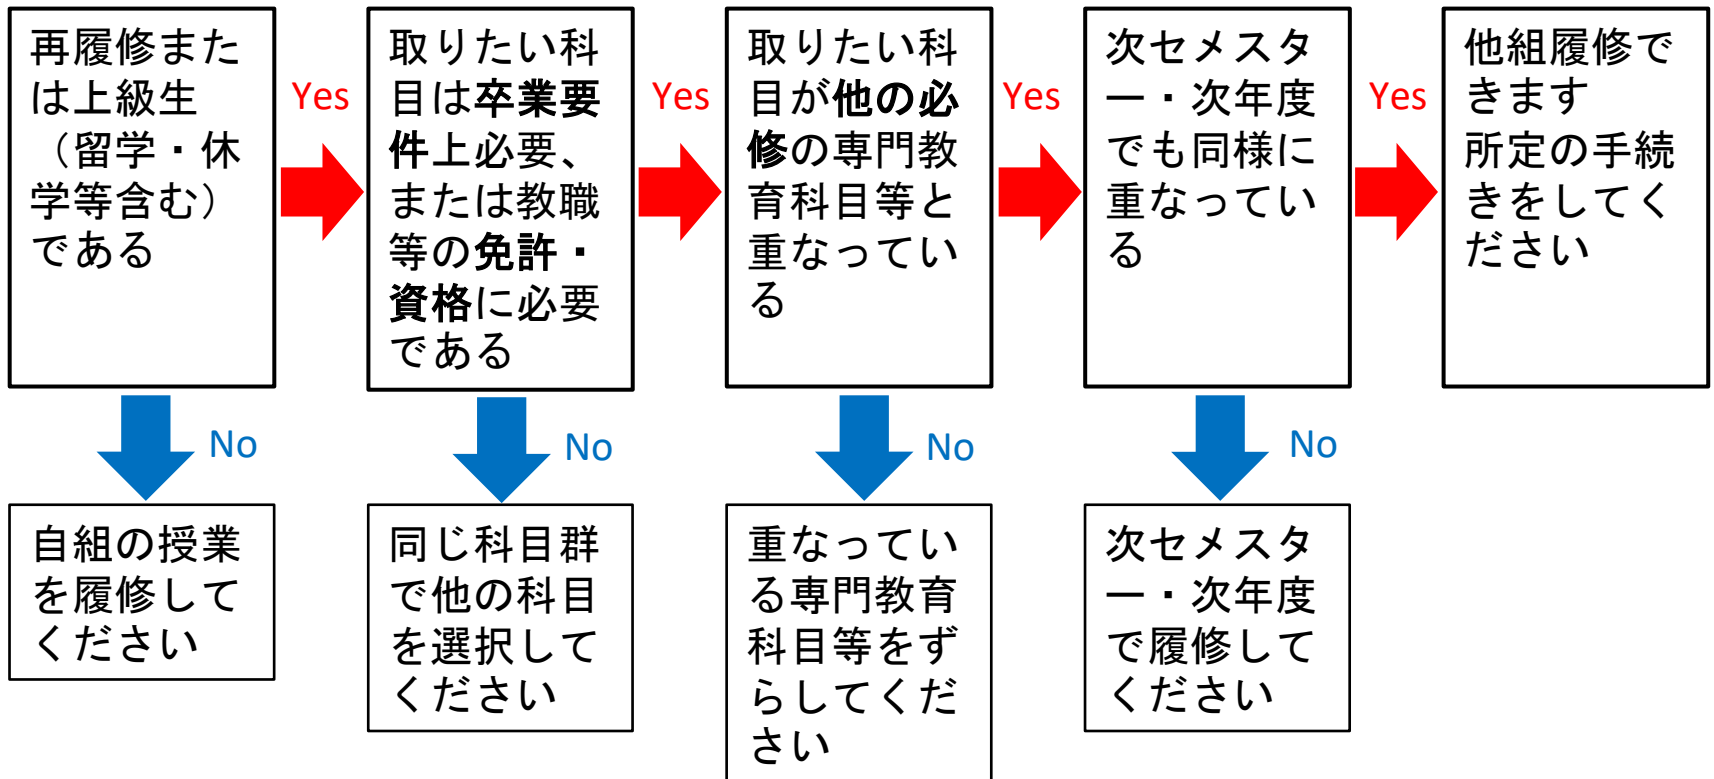 再履修また
は上級生
（留学・休
学等含む）
である
Yes
取りたい科
目は卒業要
件上必要、
または教職
等の免許・
資格に必要
である
Yes
取りたい科
目が他の必
修の専門教
育科目等と
重なってい
る
Yes
次セメスタ
ー・次年度
でも同様に
重なってい
る
Yes
他組履修で
きます
所定の手続
きをしてく
ださい
No
No
No
No
自組の授業
を履修して
ください
同じ科目群
で他の科目
を選択して
ください
重なってい
る専門教育
科目等をず
らしてくだ
さい
次セメスタ
ー・次年度
で履修して
ください